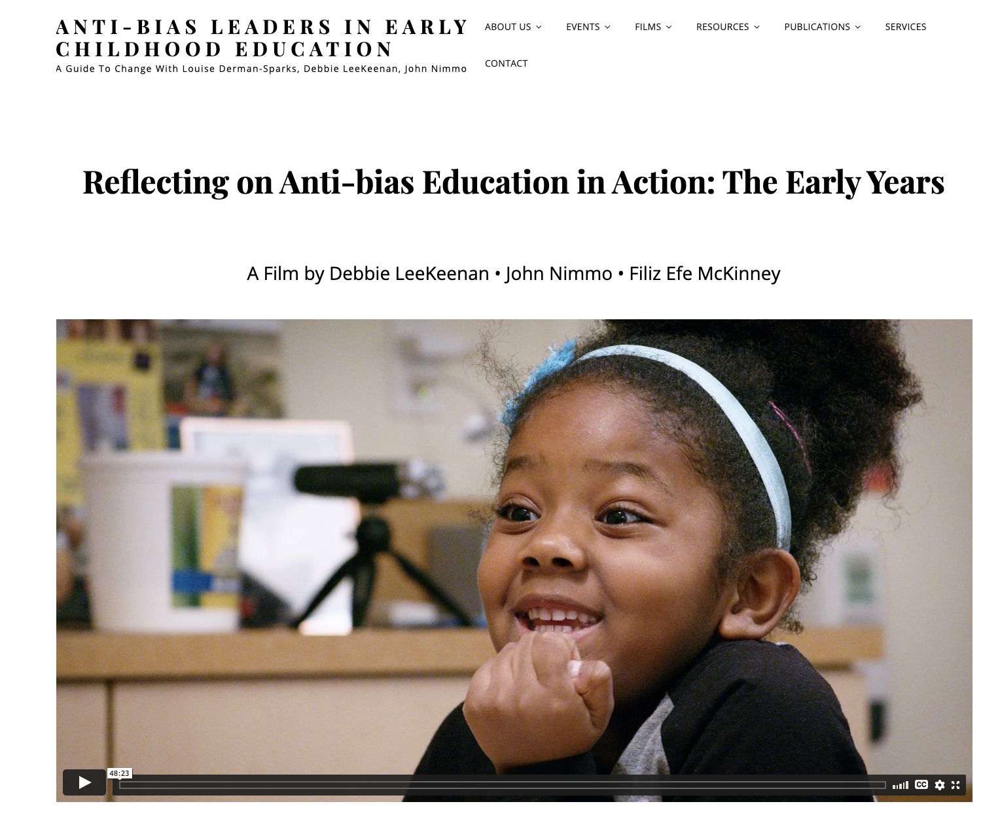 ANTI-BIAS LEADERS IN EARLY
CHILDHOOD EDUCATION
A Guide To Change With Louise Derman-Sparks, Debbie LeeKeenan, John Nimmo
ABOUT US
EVENTS
FILMS
RESOURCES
PUBLICATIONS
SERVICES
CONTACT
Reflecting on Anti-bias Education in Action: The Early Years
A Film by Debbie LeeKeenan • John Nimmo • Filiz Efe McKinney
48:23
CC